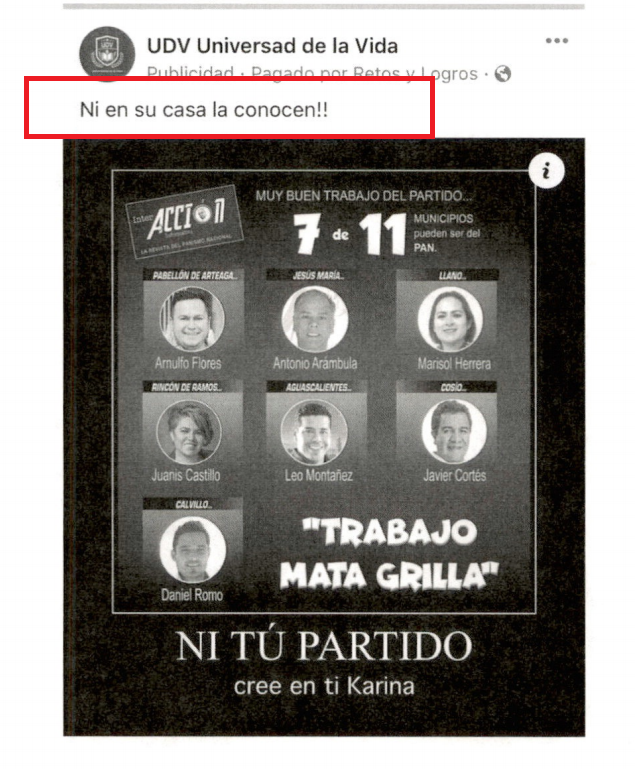 UDV Universad de la Vida
Publicidad · Pagado por Retos y Logros ·
Ni en su casa la conocen!!
UDV
Inter ACCIÓN
LA REVISTA DEL PANISMO NACIONAL
MUY BUEN TRABAJO DEL PARTIDO...
7 de 11 MUNICIPIOS
pueden ser del
PAN.
PABELLÓN DE ARTEAGA..
JESÚS MARÍA..
LLANO..
Arnulfo Flores
Antonio Arámbula
Marisol Herrera
RINCÓN DE RAMOS..
AGUASCALIENTES..
COSÍO..
Juanis Castillo
Leo Montañez
Javier Cortés
CALVILLO..
Daniel Romo
"TRABAJO
MATA GRILLA"
NI TÚ PARTIDO
cree en ti Karina